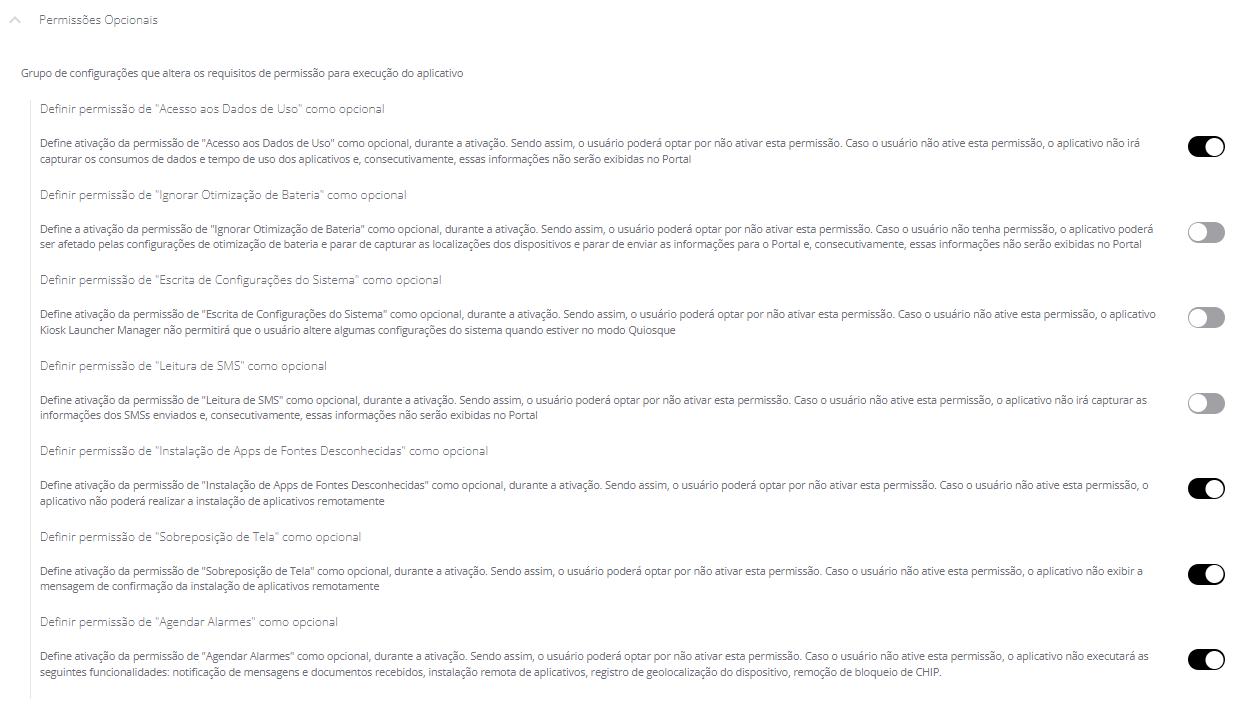 Permissões Opcionais
Grupo de configurações que altera os requisitos de permissão para execução do aplicativo
Definir permissão de "Acesso aos Dados de Uso" como opcional
Define ativação da permissão de "Acesso aos Dados de Uso" como opcional, durante a ativação. Sendo assim, o usuário poderá optar por não ativar esta permissão. Caso o usuário não ative esta permissão, o aplicativo não irá
capturar os consumos de dados e tempo de uso dos aplicativos e, consecutivamente, essas informações não serão exibidas no Portal
Definir permissão de "Ignorar Otimização de Bateria" como opcional
Define a ativação da permissão de "Ignorar Otimização de Bateria" como opcional, durante a ativação. Sendo assim, o usuário poderá optar por não ativar esta permissão. Caso o usuário não tenha permissão, o aplicativo poderá
ser afetado pelas configurações de otimização de bateria e parar de capturar as localizações dos dispositivos e parar de enviar as informações para o Portal e, consecutivamente, essas informações não serão exibidas no Portal
Definir permissão de "Escrita de Configurações do Sistema" como opcional
Define ativação da permissão de "Escrita de Configurações do Sistema" como opcional, durante a ativação. Sendo assim, o usuário poderá optar por não ativar esta permissão. Caso o usuário não ative esta permissão, o aplicativo
Kiosk Launcher Manager não permitirá que o usuário altere algumas configurações do sistema quando estiver no modo Quiosque
Definir permissão de "Leitura de SMS" como opcional
Define ativação da permissão de "Leitura de SMS" como opcional, durante a ativação. Sendo assim, o usuário poderá optar por não ativar esta permissão. Caso o usuário não ative esta permissão, o aplicativo não irá capturar as
informações dos SMSs enviados e, consecutivamente, essas informações não serão exibidas no Portal
Definir permissão de "Instalação de Apps de Fontes Desconhecidas" como opcional
Define ativação da permissão de "Instalação de Apps de Fontes Desconhecidas" como opcional, durante a ativação. Sendo assim, o usuário poderá optar por não ativar esta permissão. Caso o usuário não ative esta permissão, o
aplicativo não poderá realizar a instalação de aplicativos remotamente
Definir permissão de "Sobreposição de Tela" como opcional
Define ativação da permissão de "Sobreposição de Tela" como opcional, durante a ativação. Sendo assim, o usuário poderá optar por não ativar esta permissão. Caso o usuário não ative esta permissão, o aplicativo não exibir a
mensagem de confirmação da instalação de aplicativos remotamente
Definir permissão de "Agendar Alarmes" como opcional
Define ativação da permissão de "Agendar Alarmes" como opcional, durante a ativação. Sendo assim, o usuário poderá optar por não ativar esta permissão. Caso o usuário não ative esta permissão, o aplicativo não executará as
seguintes funcionalidades: notificação de mensagens e documentos recebidos, instalação remota de aplicativos, registro de geolocalização do dispositivo, remoção de bloqueio de CHIP.